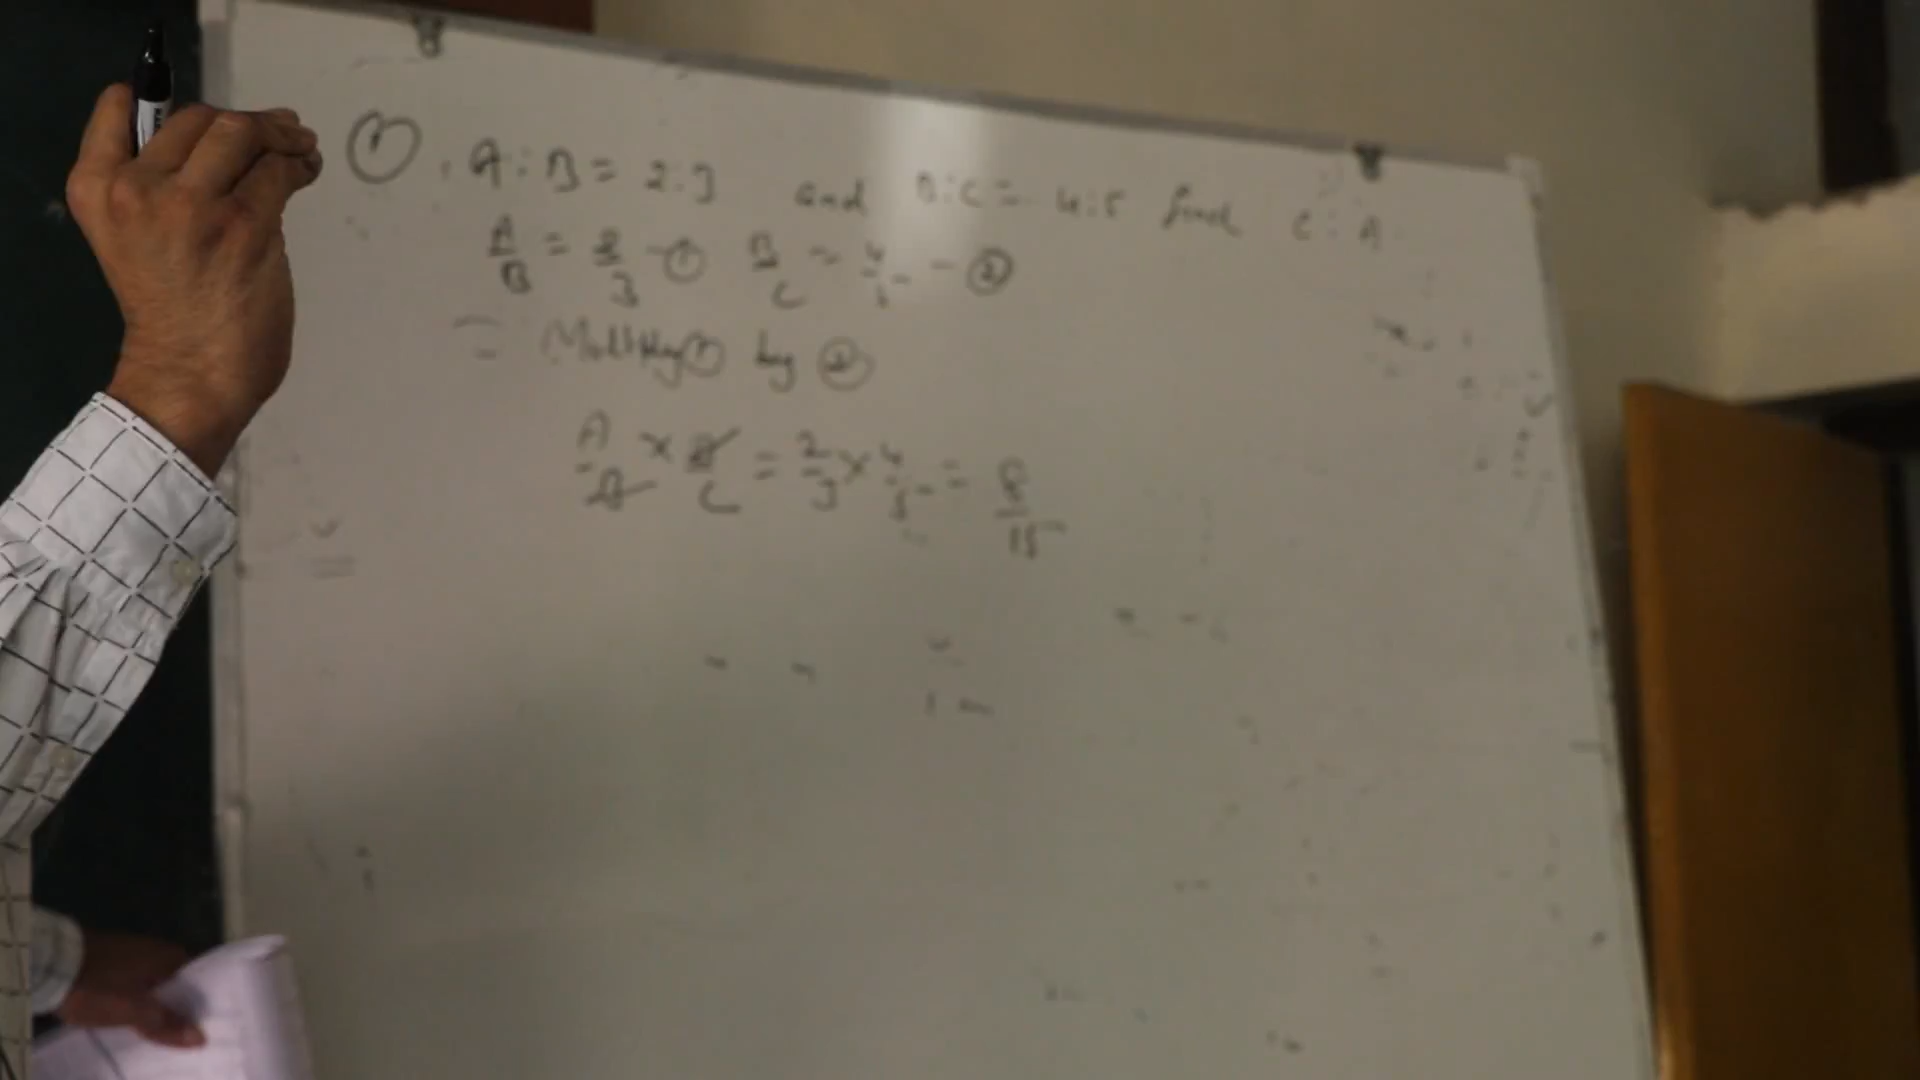 ① . A : B = 2 : 3 and B : C = 4 : 5 find C : A
A/B = 2/3 – ① B/C = 4/5 – ②
= Multiply ① by ②
A/B × B/C = 2/3 × 4/5 = 8/15